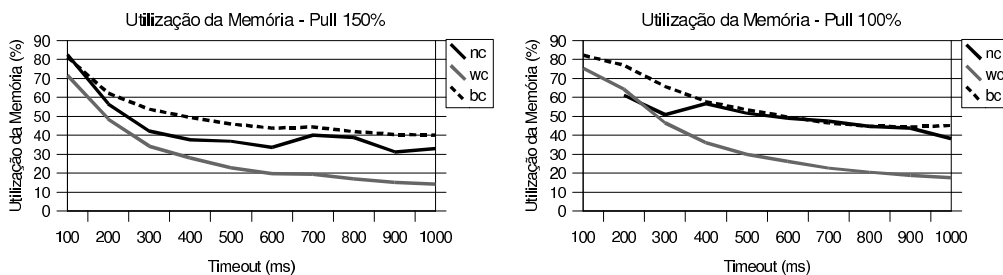 Utilização da Memória - Pull 150%
Utilização da Memória (%)
90
80
70
60
50
40
30
20
10
0
100 200 300 400 500 600 700 800 900 1000
Timeout (ms)
nc
wc
bc
Utilização da Memória - Pull 100%
Utilização da Memória (%)
90
80
70
60
50
40
30
20
10
0
100 200 300 400 500 600 700 800 900 1000
Timeout (ms)
nc
wc
bc